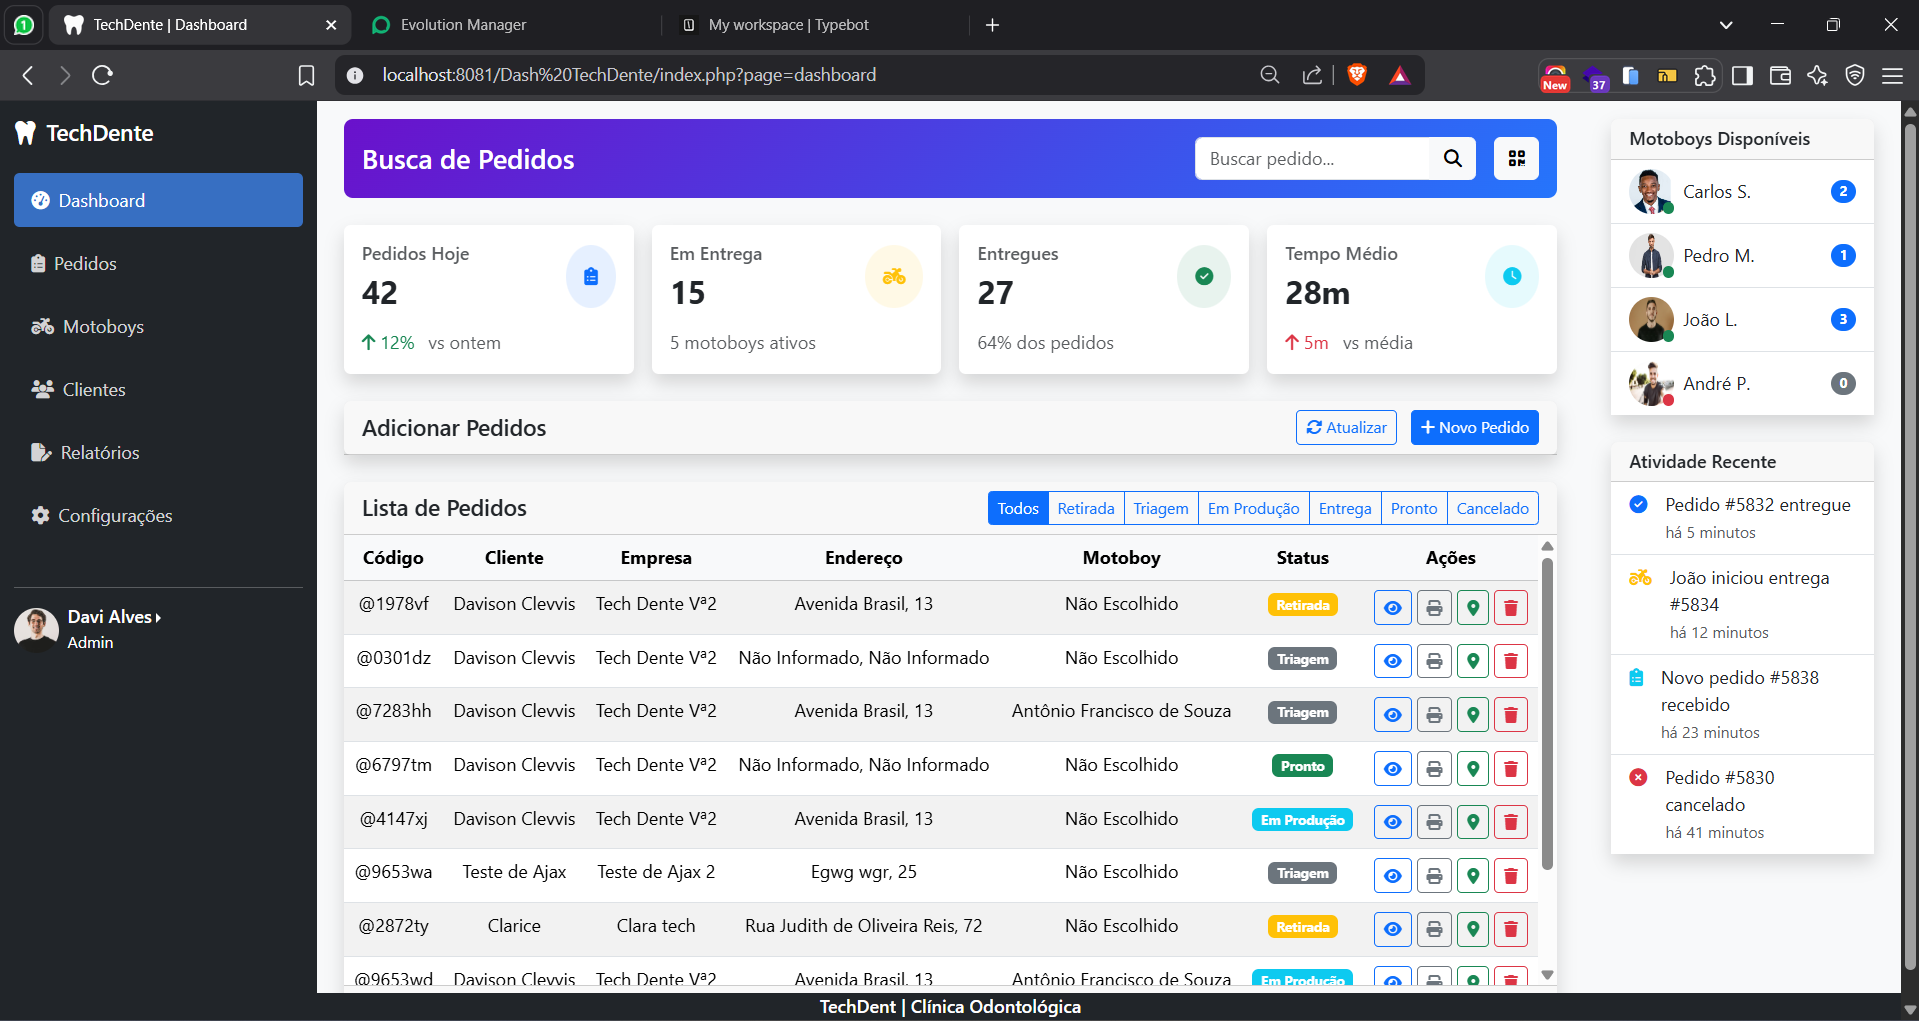 1
TechDente | Dashboard
Evolution Manager
My workspace | Typebot
localhost:8081/Dash%20TechDente/index.php?page=dashboard
New
37
TechDente
Dashboard
Pedidos
Motoboys
Clientes
Relatórios
Configurações
Davi Alves
Admin
Busca de Pedidos
Buscar pedido...
Pedidos Hoje
42
12% vs ontem
Em Entrega
15
5 motoboys ativos
Entregues
27
64% dos pedidos
Tempo Médio
28m
5m vs média
Adicionar Pedidos
Atualizar
Novo Pedido
Lista de Pedidos
Todos Retirada Triagem Em Produção Entrega Pronto Cancelado
Código Cliente Empresa Endereço Motoboy Status Ações
@1978vf Davison Clevvis Tech Dente Vª2 Avenida Brasil, 13 Não Escolhido Retirada
@0301dz Davison Clevvis Tech Dente Vª2 Não Informado, Não Informado Não Escolhido Triagem
@7283hh Davison Clevvis Tech Dente Vª2 Avenida Brasil, 13 Antônio Francisco de Souza Triagem
@6797tm Davison Clevvis Tech Dente Vª2 Não Informado, Não Informado Não Escolhido Pronto
@4147xj Davison Clevvis Tech Dente Vª2 Avenida Brasil, 13 Não Escolhido Em Produção
@9653wa Teste de Ajax Teste de Ajax 2 Egwg wgr, 25 Não Escolhido Triagem
@2872ty Clarice Clara tech Rua Judith de Oliveira Reis, 72 Não Escolhido Retirada
@9653wd Davison Clevvis Tech Dente Vª2 Avenida Brasil, 13 Antônio Francisco de Souza Em Produção
Motoboys Disponíveis
Carlos S. 2
Pedro M. 1
João L. 3
André P. 0
Atividade Recente
Pedido #5832 entregue
há 5 minutos
João iniciou entrega
#5834
há 12 minutos
Novo pedido #5838
recebido
há 23 minutos
Pedido #5830
cancelado
há 41 minutos
TechDent | Clínica Odontológica